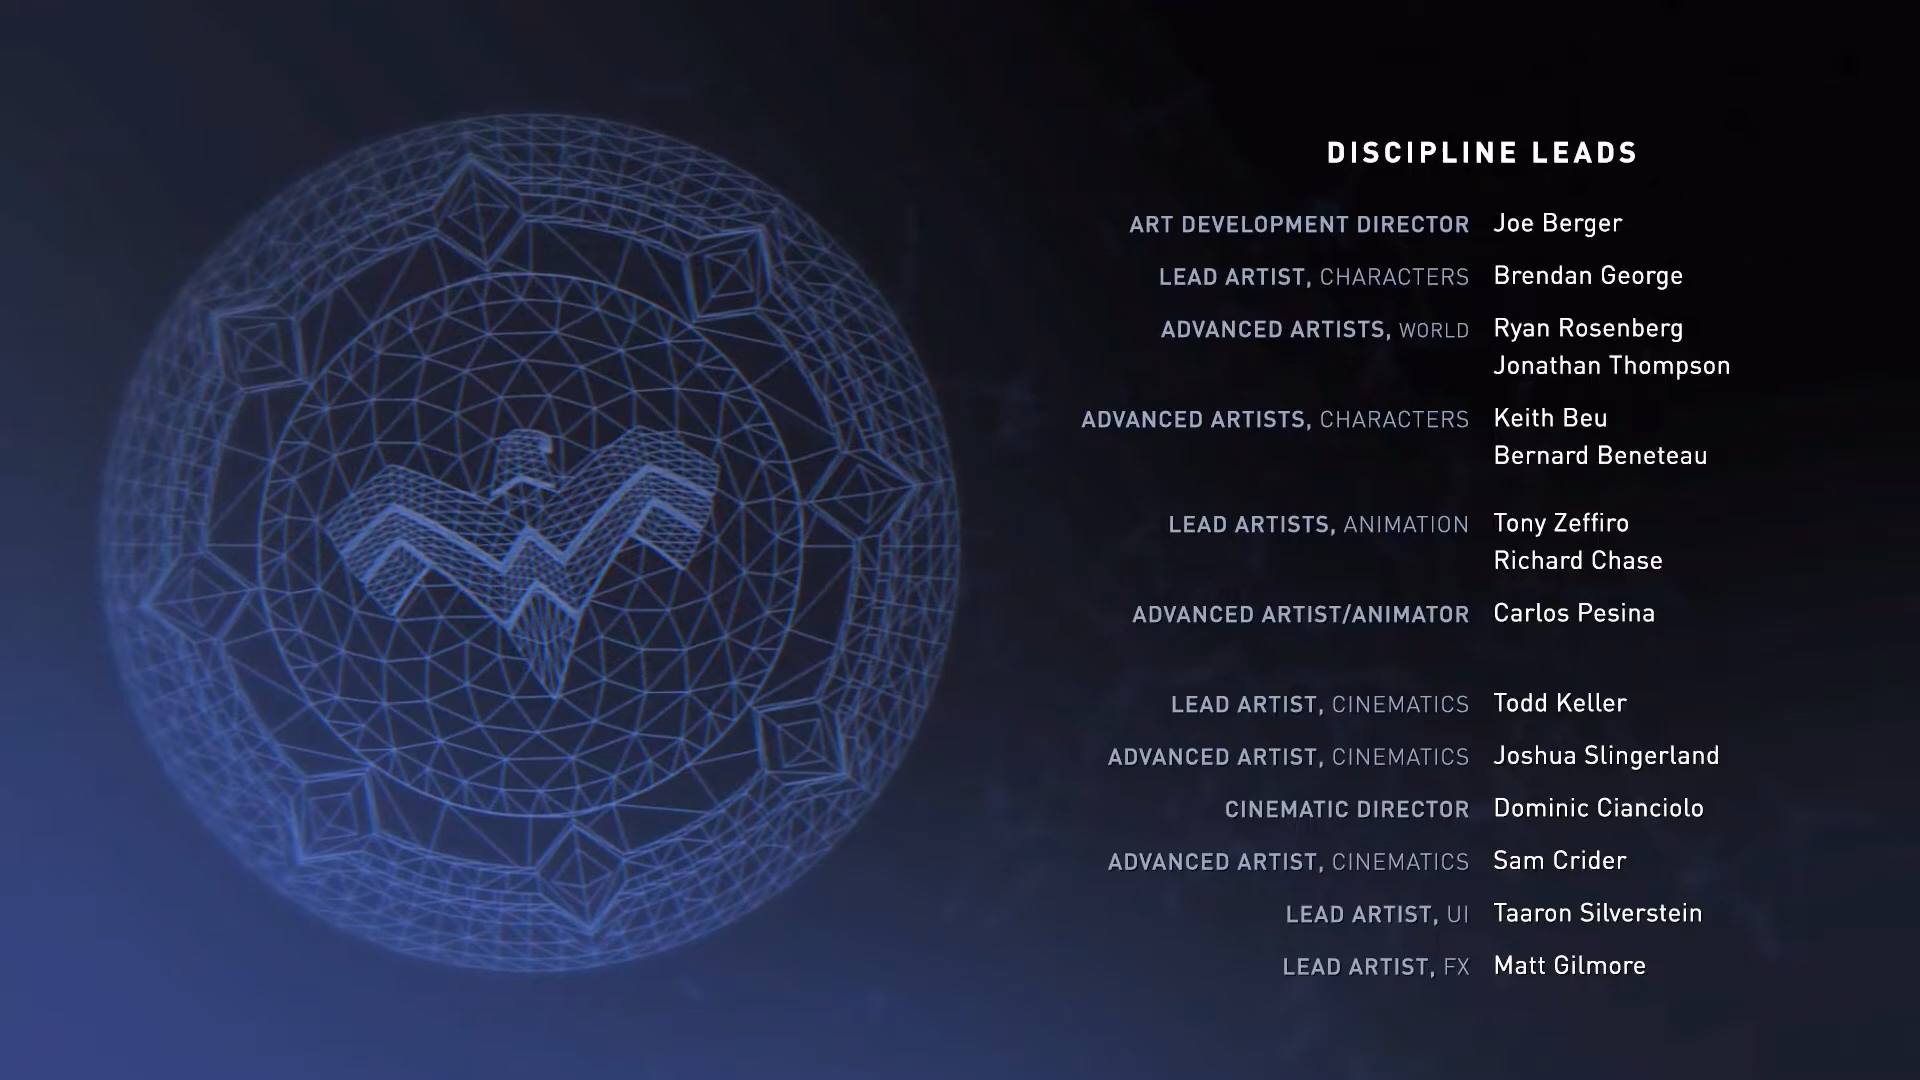 DISCIPLINE LEADS
ART DEVELOPMENT DIRECTOR Joe Berger
LEAD ARTIST, CHARACTERS Brendan George
ADVANCED ARTISTS, WORLD Ryan Rosenberg
Jonathan Thompson
ADVANCED ARTISTS, CHARACTERS Keith Beu
Bernard Beneteau
LEAD ARTISTS, ANIMATION Tony Zeffiro
Richard Chase
ADVANCED ARTIST/ANIMATOR Carlos Pesina
LEAD ARTIST, CINEMATICS Todd Keller
ADVANCED ARTIST, CINEMATICS Joshua Slingerland
CINEMATIC DIRECTOR Dominic Cianciolo
ADVANCED ARTIST, CINEMATICS Sam Crider
LEAD ARTIST, UI Taaron Silverstein
LEAD ARTIST, FX Matt Gilmore